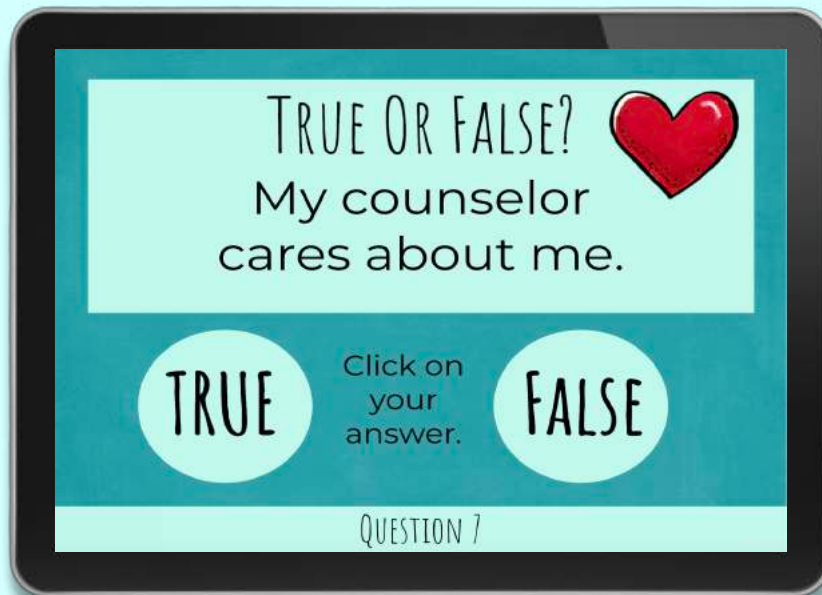 TRUE OR FALSE?
My counselor
cares about me.
TRUE
Click on
your
answer.
FALSE
QUESTION 7